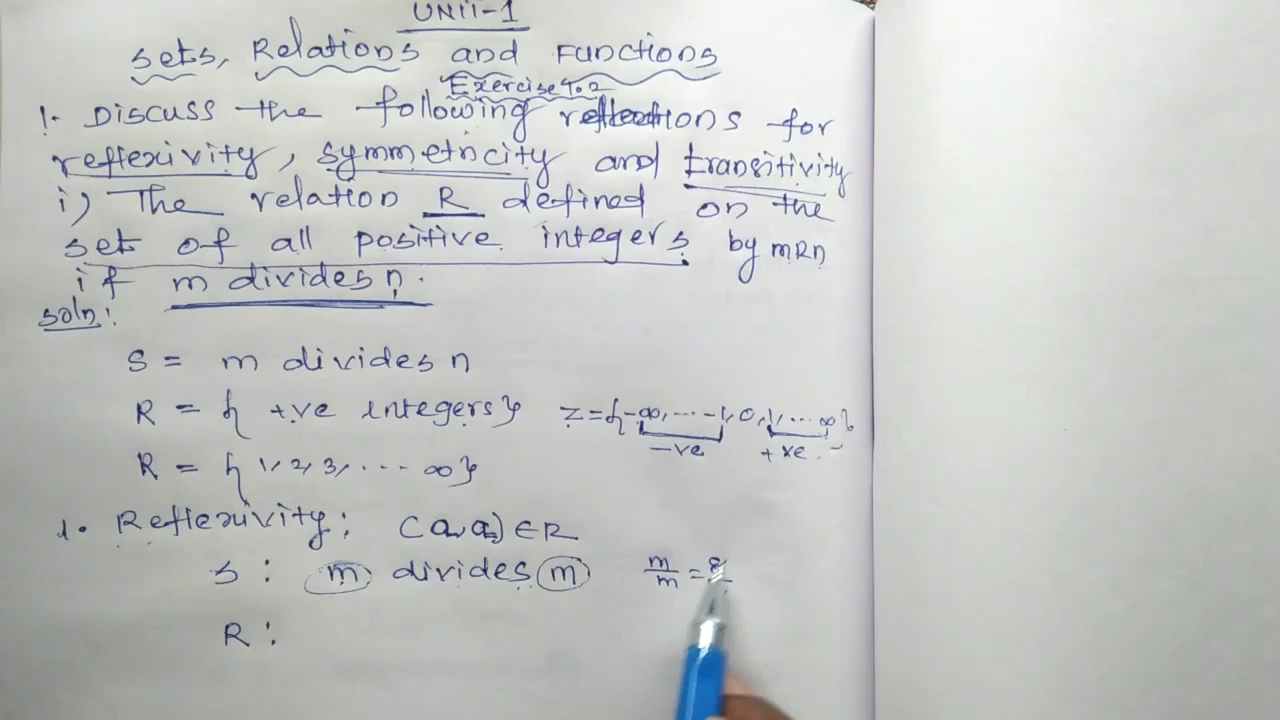 UNIT-1
Sets, Relations and Functions
Exercise 4.2
1. Discuss the following relations for
reflexivity, symmetricity and transitivity
i) The relation R defined on the
set of all positive integers by mRn
if m divides n.
soln:
S = m divides n
R = { +ve integers} Z={-∞,...-1,0,1,...∞}
-ve +ve
R = { 1, 2, 3, .... ∞}
1. Reflexivity: (a,a) ∈ R
S : m divides m m/m = 8
R :